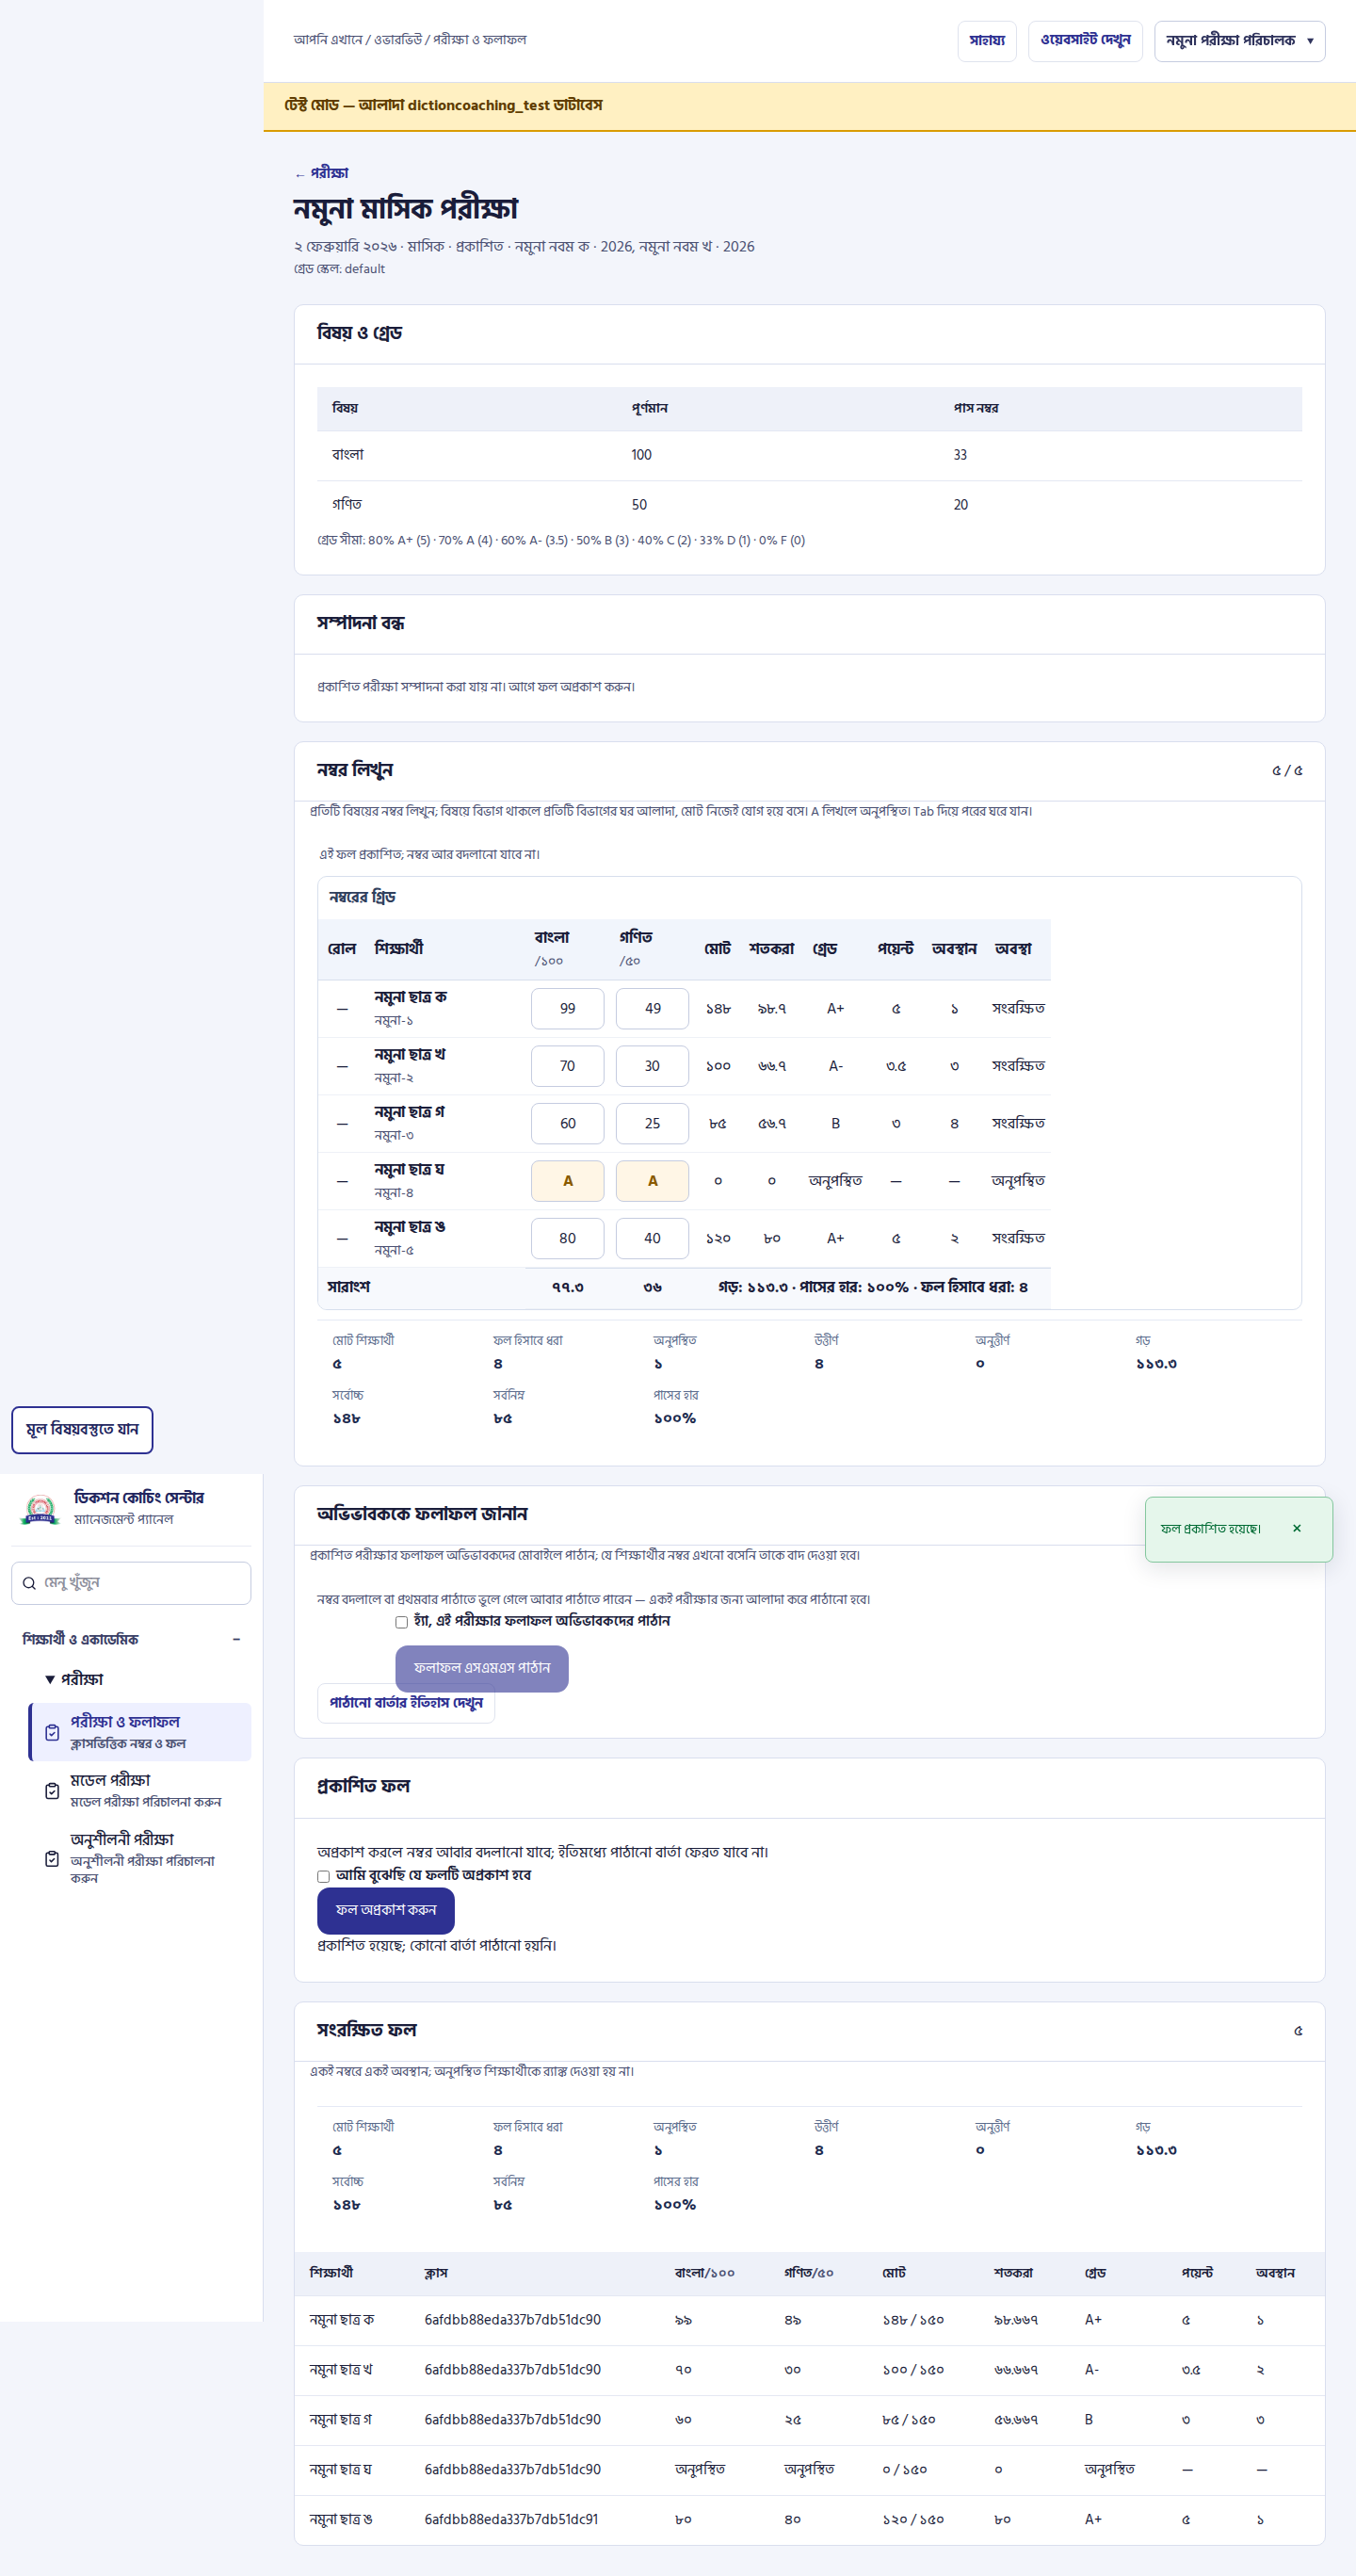 আপনি এখানে / ওভারভিউ / পরীক্ষা ও ফলাফল
সাহায্য
ওয়েবসাইট দেখুন
নমুনা পরীক্ষা পরিচালক ▾
টেস্ট মোড — আলাদা dictioncoaching_test ডাটাবেস
← পরীক্ষা
নমুনা মাসিক পরীক্ষা
২ ফেব্রুয়ারি ২০২৬ · মাসিক · প্রকাশিত · নমুনা নবম ক · 2026, নমুনা নবম খ · 2026
গ্রেড স্কেল: default
বিষয় ও গ্রেড
বিষয় পূর্ণমান পাস নম্বর
বাংলা 100 33
গণিত 50 20
গ্রেড সীমা: 80% A+ (5) · 70% A (4) · 60% A- (3.5) · 50% B (3) · 40% C (2) · 33% D (1) · 0% F (0)
সম্পাদনা বন্ধ
প্রকাশিত পরীক্ষা সম্পাদনা করা যায় না। আগে ফল অপ্রকাশ করুন।
নম্বর লিখুন ৫ / ৫
প্রতিটি বিষয়ের নম্বর লিখুন; বিষয়ে বিভাগ থাকলে প্রতিটি বিভাগের ঘর আলাদা, মোট নিজেই যোগ হয়ে বসে। A লিখলে অনুপস্থিত। Tab দিয়ে পরের ঘরে যান।
এই ফল প্রকাশিত; নম্বর আর বদলানো যাবে না।
নম্বরের গ্রিড
রোল শিক্ষার্থী বাংলা /১০০ গণিত /৫০ মোট শতকরা গ্রেড পয়েন্ট অবস্থান অবস্থা
— নমুনা ছাত্র ক 99 49 ১৪৮ ৯৮.৭ A+ ৫ ১ সংরক্ষিত
নমুনা-১
— নমুনা ছাত্র খ 70 30 ১০০ ৬৬.৭ A- ৩.৫ ৩ সংরক্ষিত
নমুনা-২
— নমুনা ছাত্র গ 60 25 ৮৫ ৫৬.৭ B ৩ ৪ সংরক্ষিত
নমুনা-৩
— নমুনা ছাত্র ঘ A A ০ ০ অনুপস্থিত — — অনুপস্থিত
নমুনা-৪
— নমুনা ছাত্র ঙ 80 40 ১২০ ৮০ A+ ৫ ২ সংরক্ষিত
নমুনা-৫
সারাংশ ৭৭.৩ ৩৬ গড়: ১১৩.৩ · পাসের হার: ১০০% · ফল হিসাবে ধরা: ৪
মোট শিক্ষার্থী ফল হিসাবে ধরা অনুপস্থিত উত্তীর্ণ অনুত্তীর্ণ গড়
৫ ৪ ১ ৪ ০ ১১৩.৩
সর্বোচ্চ সর্বনিম্ন পাসের হার
১৪৮ ৮৫ ১০০%
মূল বিষয়বস্তুতে যান
ডিকশন কোচিং সেন্টার
ম্যানেজমেন্ট প্যানেল
মেনু খুঁজুন
শিক্ষার্থী ও একাডেমিক −
▼ পরীক্ষা
পরীক্ষা ও ফলাফল
ক্লাসভিত্তিক নম্বর ও ফল
মডেল পরীক্ষা
মডেল পরীক্ষা পরিচালনা করুন
অনুশীলনী পরীক্ষা
অনুশীলনী পরীক্ষা পরিচালনা
করুন
অভিভাবককে ফলাফল জানান
ফল প্রকাশিত হয়েছে। ×
প্রকাশিত পরীক্ষার ফলাফল অভিভাবকদের মোবাইলে পাঠান; যে শিক্ষার্থীর নম্বর এখনো বসেনি তাকে বাদ দেওয়া হবে।
নম্বর বদলালে বা প্রথমবার পাঠাতে ভুলে গেলে আবার পাঠাতে পারেন — একই পরীক্ষার জন্য আলাদা করে পাঠানো হবে।
হ্যাঁ, এই পরীক্ষার ফলাফল অভিভাবকদের পাঠান
ফলাফল এসএমএস পাঠান
পাঠানো বার্তার ইতিহাস দেখুন
প্রকাশিত ফল
অপ্রকাশ করলে নম্বর আবার বদলানো যাবে; ইতিমধ্যে পাঠানো বার্তা ফেরত যাবে না।
আমি বুঝেছি যে ফলটি অপ্রকাশ হবে
ফল অপ্রকাশ করুন
প্রকাশিত হয়েছে; কোনো বার্তা পাঠানো হয়নি।
সংরক্ষিত ফল ৫
একই নম্বরে একই অবস্থান; অনুপস্থিত শিক্ষার্থীকে র‍্যাঙ্ক দেওয়া হয় না।
মোট শিক্ষার্থী ফল হিসাবে ধরা অনুপস্থিত উত্তীর্ণ অনুত্তীর্ণ গড়
৫ ৪ ১ ৪ ০ ১১৩.৩
সর্বোচ্চ সর্বনিম্ন পাসের হার
১৪৮ ৮৫ ১০০%
শিক্ষার্থী ক্লাস বাংলা/১০০ গণিত/৫০ মোট শতকরা গ্রেড পয়েন্ট অবস্থান
নমুনা ছাত্র ক 6afdbb88eda337b7db51dc90 ৯৯ ৪৯ ১৪৮ / ১৫০ ৯৮.৬৬৭ A+ ৫ ১
নমুনা ছাত্র খ 6afdbb88eda337b7db51dc90 ৭০ ৩০ ১০০ / ১৫০ ৬৬.৬৬৭ A- ৩.৫ ২
নমুনা ছাত্র গ 6afdbb88eda337b7db51dc90 ৬০ ২৫ ৮৫ / ১৫০ ৫৬.৬৬৭ B ৩ ৩
নমুনা ছাত্র ঘ 6afdbb88eda337b7db51dc90 অনুপস্থিত অনুপস্থিত ০ / ১৫০ ০ অনুপস্থিত — —
নমুনা ছাত্র ঙ 6afdbb88eda337b7db51dc91 ৮০ ৪০ ১২০ / ১৫০ ৮০ A+ ৫ ১